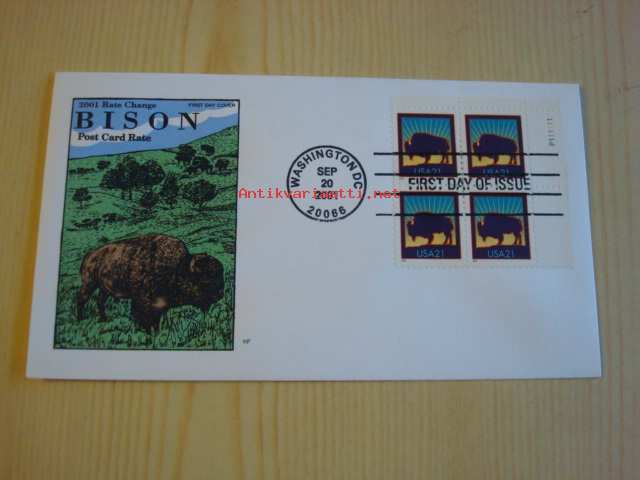 2001 Rate Change
FIRST DAY COVER
BISON
Post Card Rate
WASHINGTON DC
SEP
20
2001
20066
FIRST DAY OF ISSUE
USA21
USA21
USA21
USA21
Antikvariaatti.net